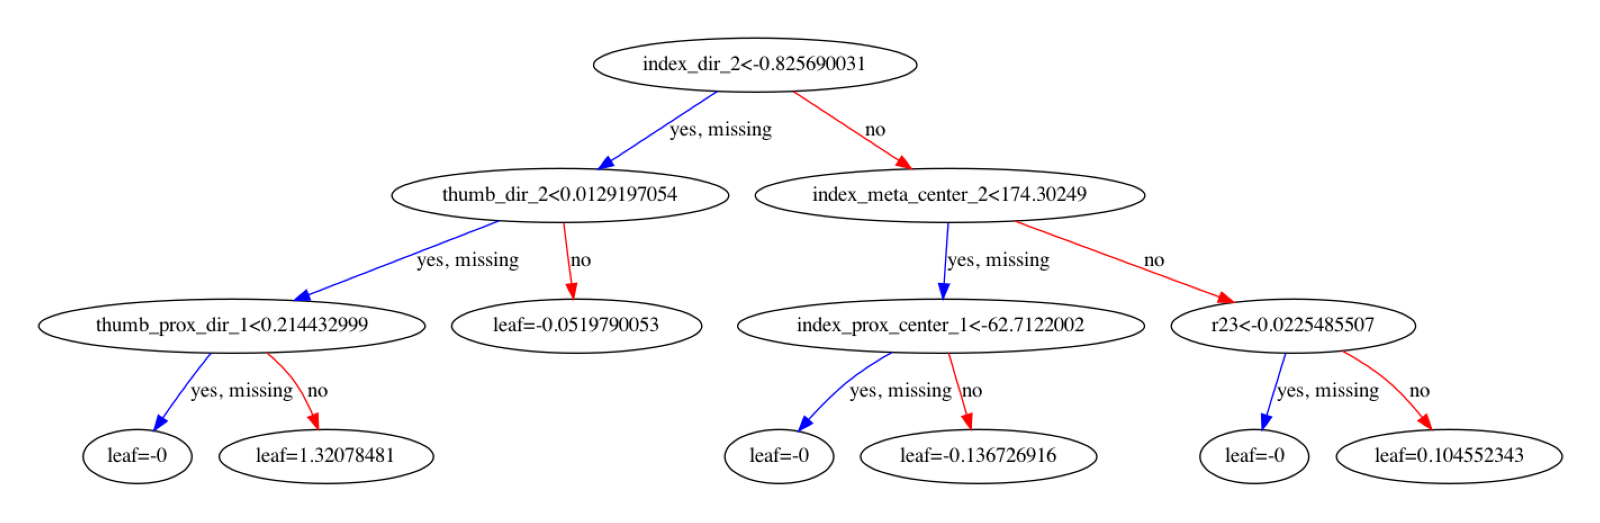 index_dir_2<-0.825690031
yes, missing
no
thumb_dir_2<0.0129197054
index_meta_center_2<174.30249
yes, missing
no
yes, missing
no
thumb_prox_dir_1<0.214432999
leaf=-0.0519790053
index_prox_center_1<-62.7122002
r23<-0.0225485507
yes, missing
no
yes, missing
no
yes, missing
no
leaf=-0
leaf=1.32078481
leaf=-0
leaf=-0.136726916
leaf=-0
leaf=0.104552343